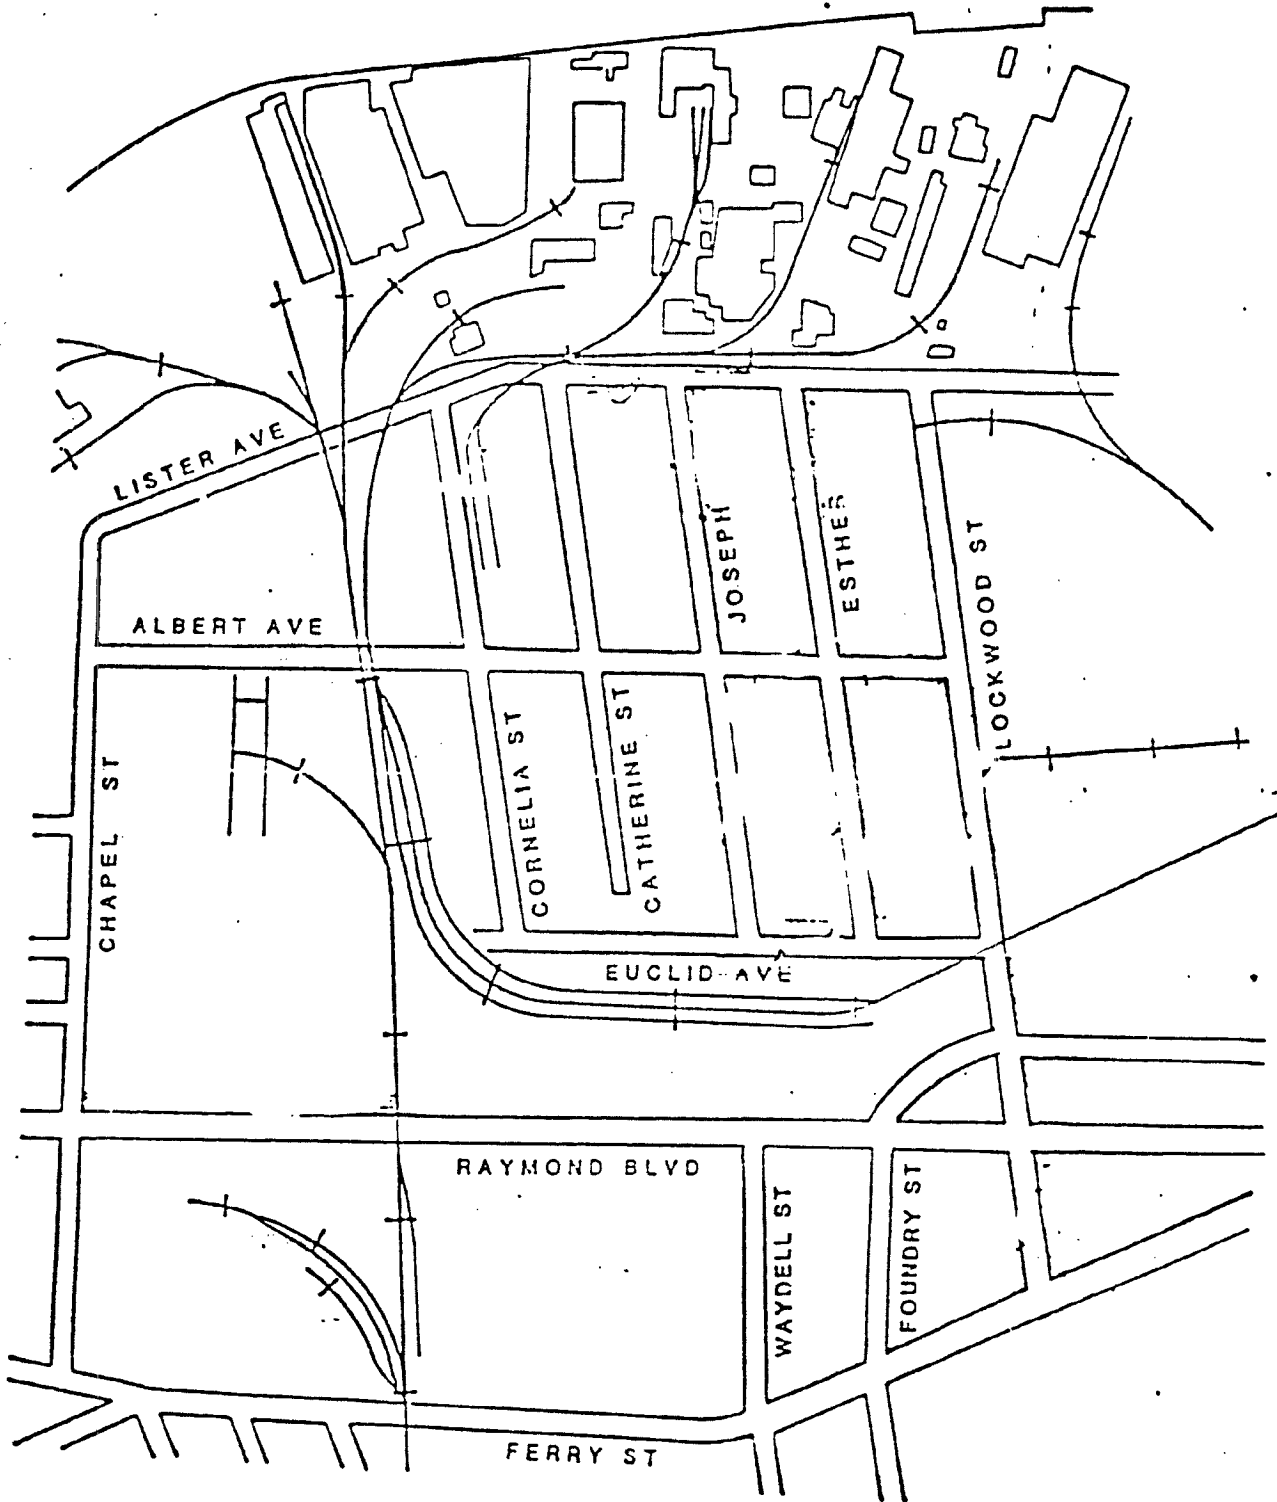 LISTER AVE
JOSEPH
ESTHER
LOCKWOOD ST
ALBERT AVE
CHAPEL ST
CORNELIA ST
CATHERINE ST
EUCLID AVE
RAYMOND BLVD
WAYDELL ST
FOUNDRY ST
FERRY ST